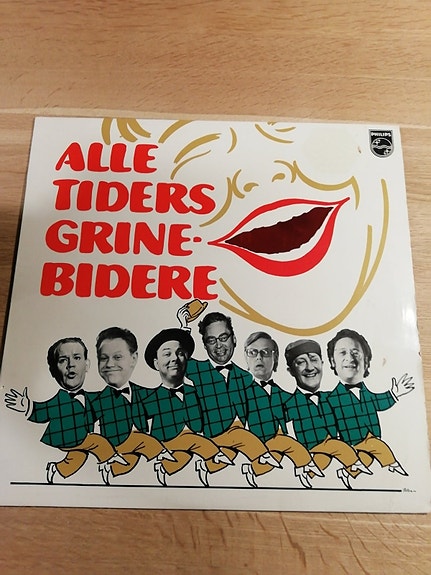 ALLE
TIDERS
GRINE-
BIDERE
PHILIPS